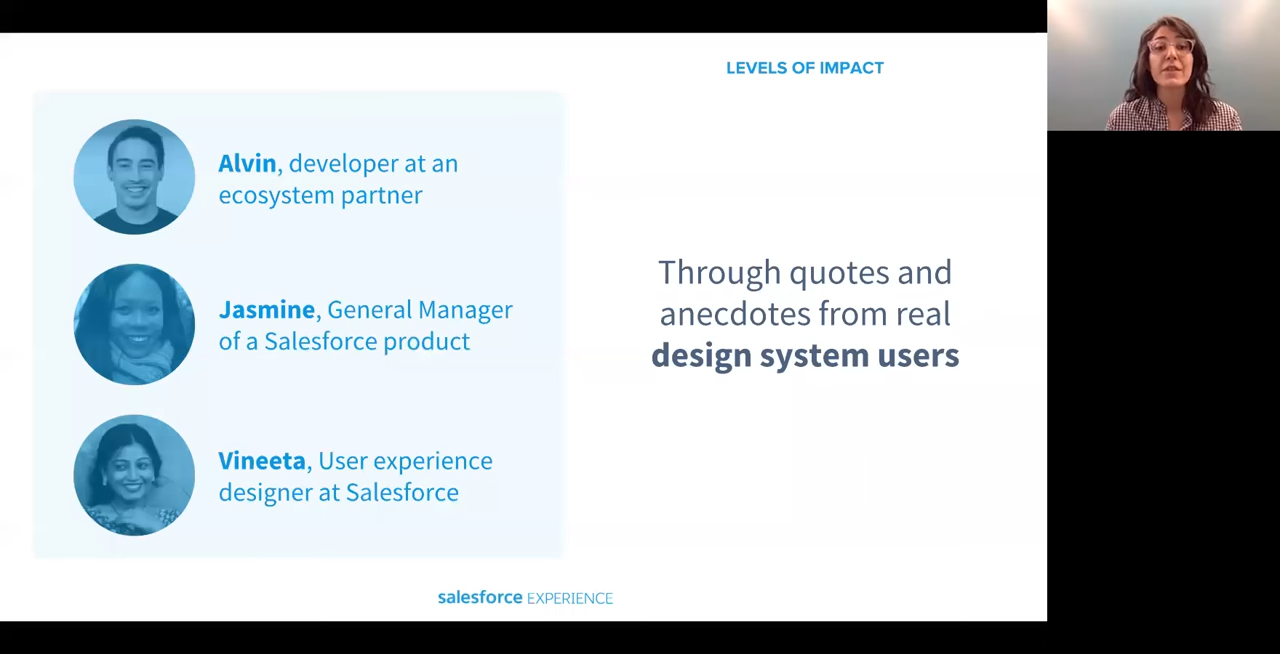 LEVELS OF IMPACT
Alvin, developer at an
ecosystem partner
Jasmine, General Manager
of a Salesforce product
Vineeta, User experience
designer at Salesforce
Through quotes and
anecdotes from real
design system users
salesforce EXPERIENCE